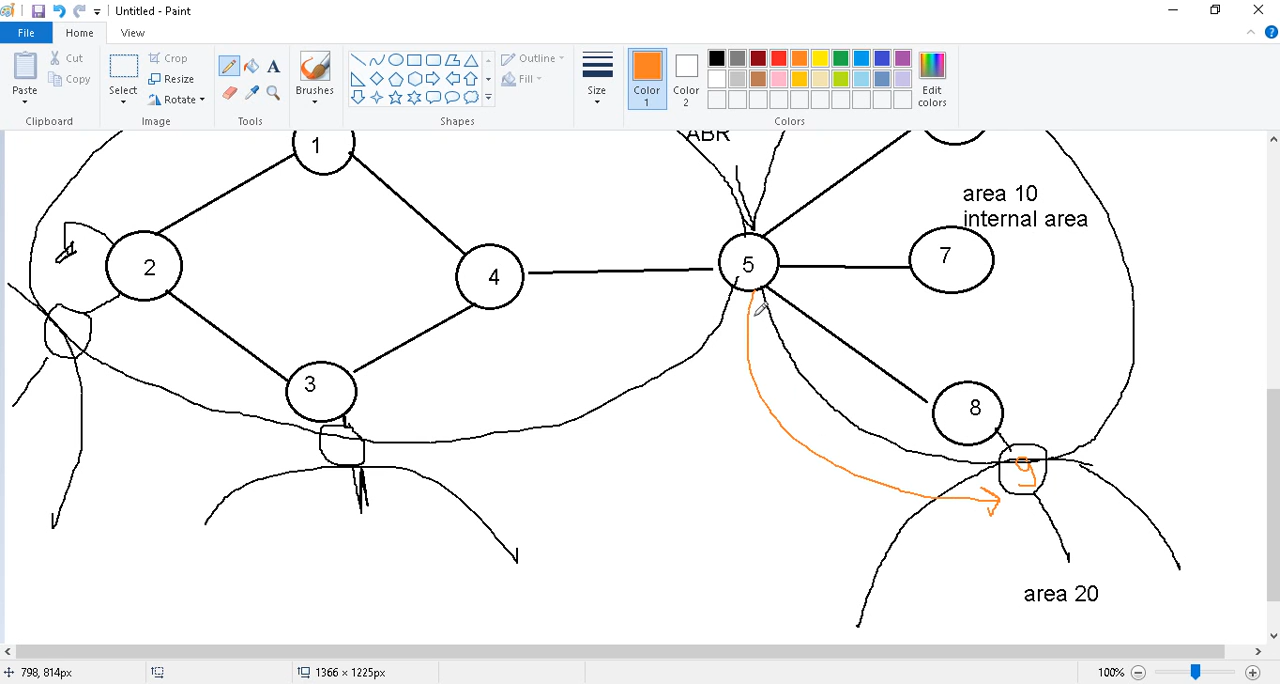 Untitled - Paint
File
Home
View
Paste
Cut
Copy
Clipboard
Select
Crop
Resize
Rotate
Image
A
Tools
Brushes
Outline
Fill
Shapes
Size
Color 1
Color 2
Edit colors
Colors
ABR
1
area 10
internal area
2
4
5
7
3
8
9
area 20
798, 814px
1366 × 1225px
100%